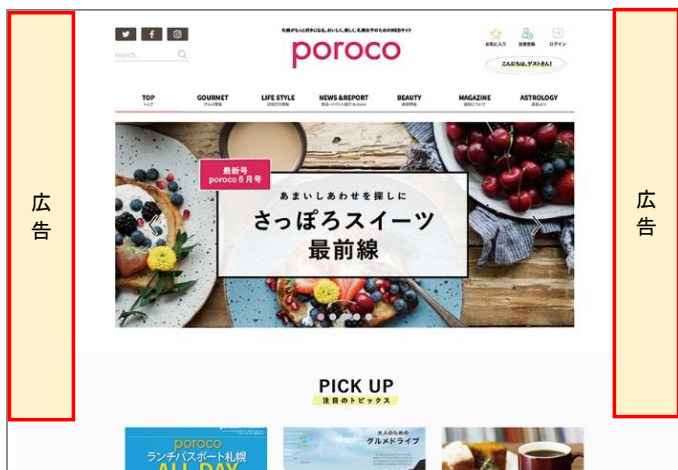 札幌がもっと好きになる。おいしく、楽しく、札幌女子のためのWEBサイト
search...
poroco
お気に入り
会員登録
ログイン
こんにちは、ゲストさん!
TOP
トップ
GOURMET
グルメ情報
LIFE STYLE
NEWS &REPORT
BEAUTY
MAGAZINE
ASTROLOGY
広告
最新号
poroco 6月号
あまいしあわせを探しに
さっぽろスイーツ
最前線
広告
PICK UP
注目のトピックス
poroco
ランチパスポート札幌
ALL DAY
大人のための
グルメドライブ